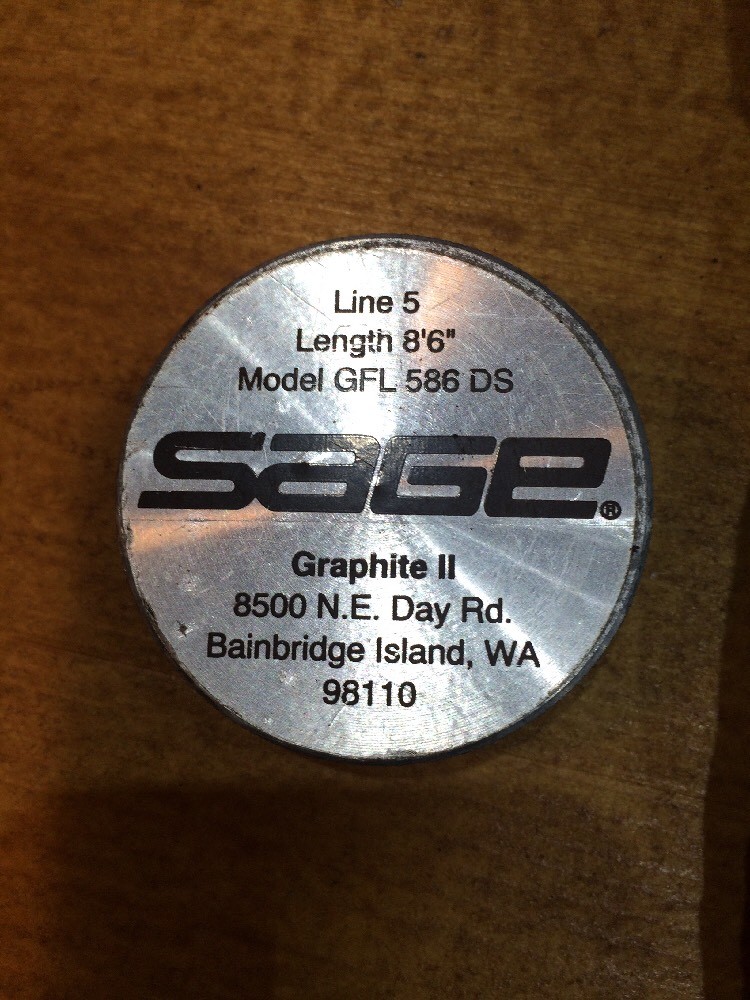 Line 5
Length 8'6"
Model GFL 586 DS
SAGE®
Graphite II
8500 N.E. Day Rd.
Bainbridge Island, WA
98110